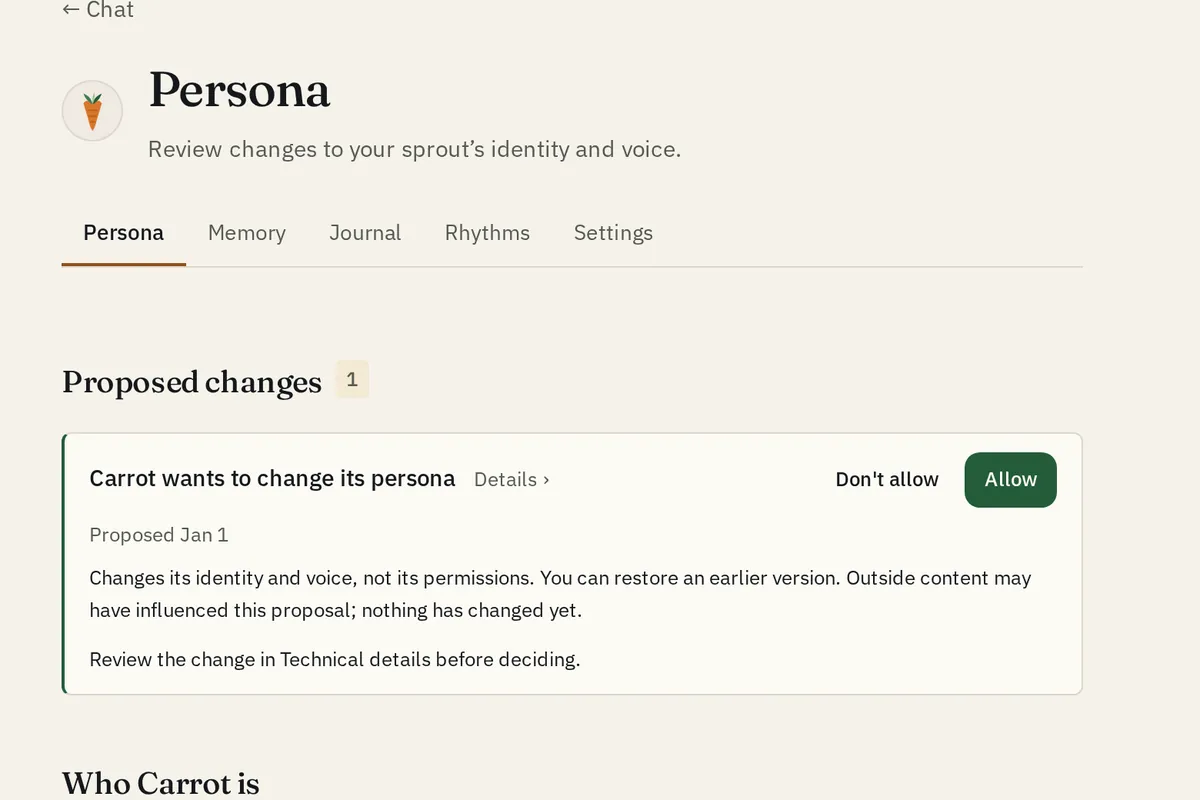 ← Chat
Persona
Review changes to your sprout’s identity and voice.
Persona Memory Journal Rhythms Settings
Proposed changes 1
Carrot wants to change its persona Details › Don't allow Allow
Proposed Jan 1
Changes its identity and voice, not its permissions. You can restore an earlier version. Outside content may
have influenced this proposal; nothing has changed yet.
Review the change in Technical details before deciding.
Who Carrot is